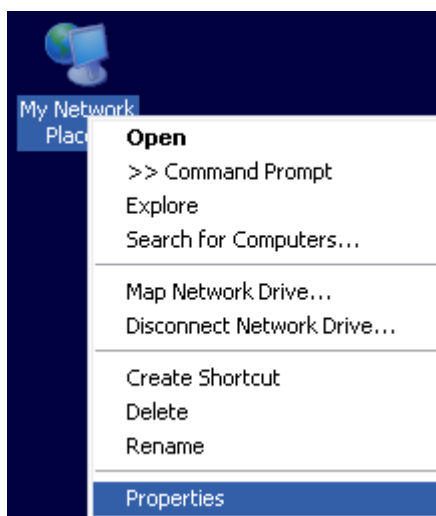 My Network
Plac
Open
>> Command Prompt
Explore
Search for Computers...
Map Network Drive...
Disconnect Network Drive...
Create Shortcut
Delete
Rename
Properties